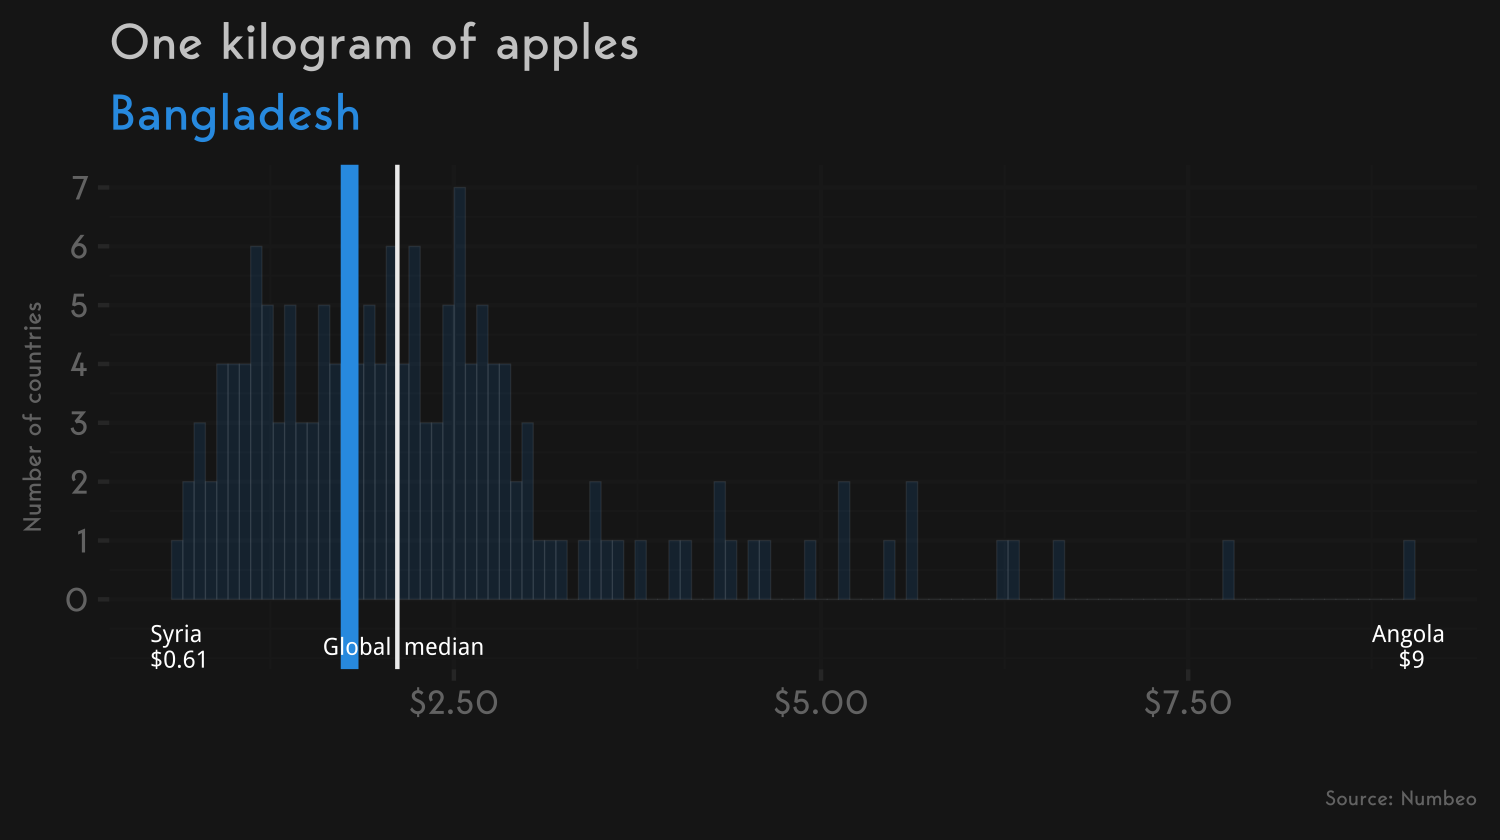 One kilogram of apples
Bangladesh
Number of countries
7
6
5
4
3
2
1
0
Syria
$0.61
Global median
Angola
$9
$2.50
$5.00
$7.50
Source: Numbeo